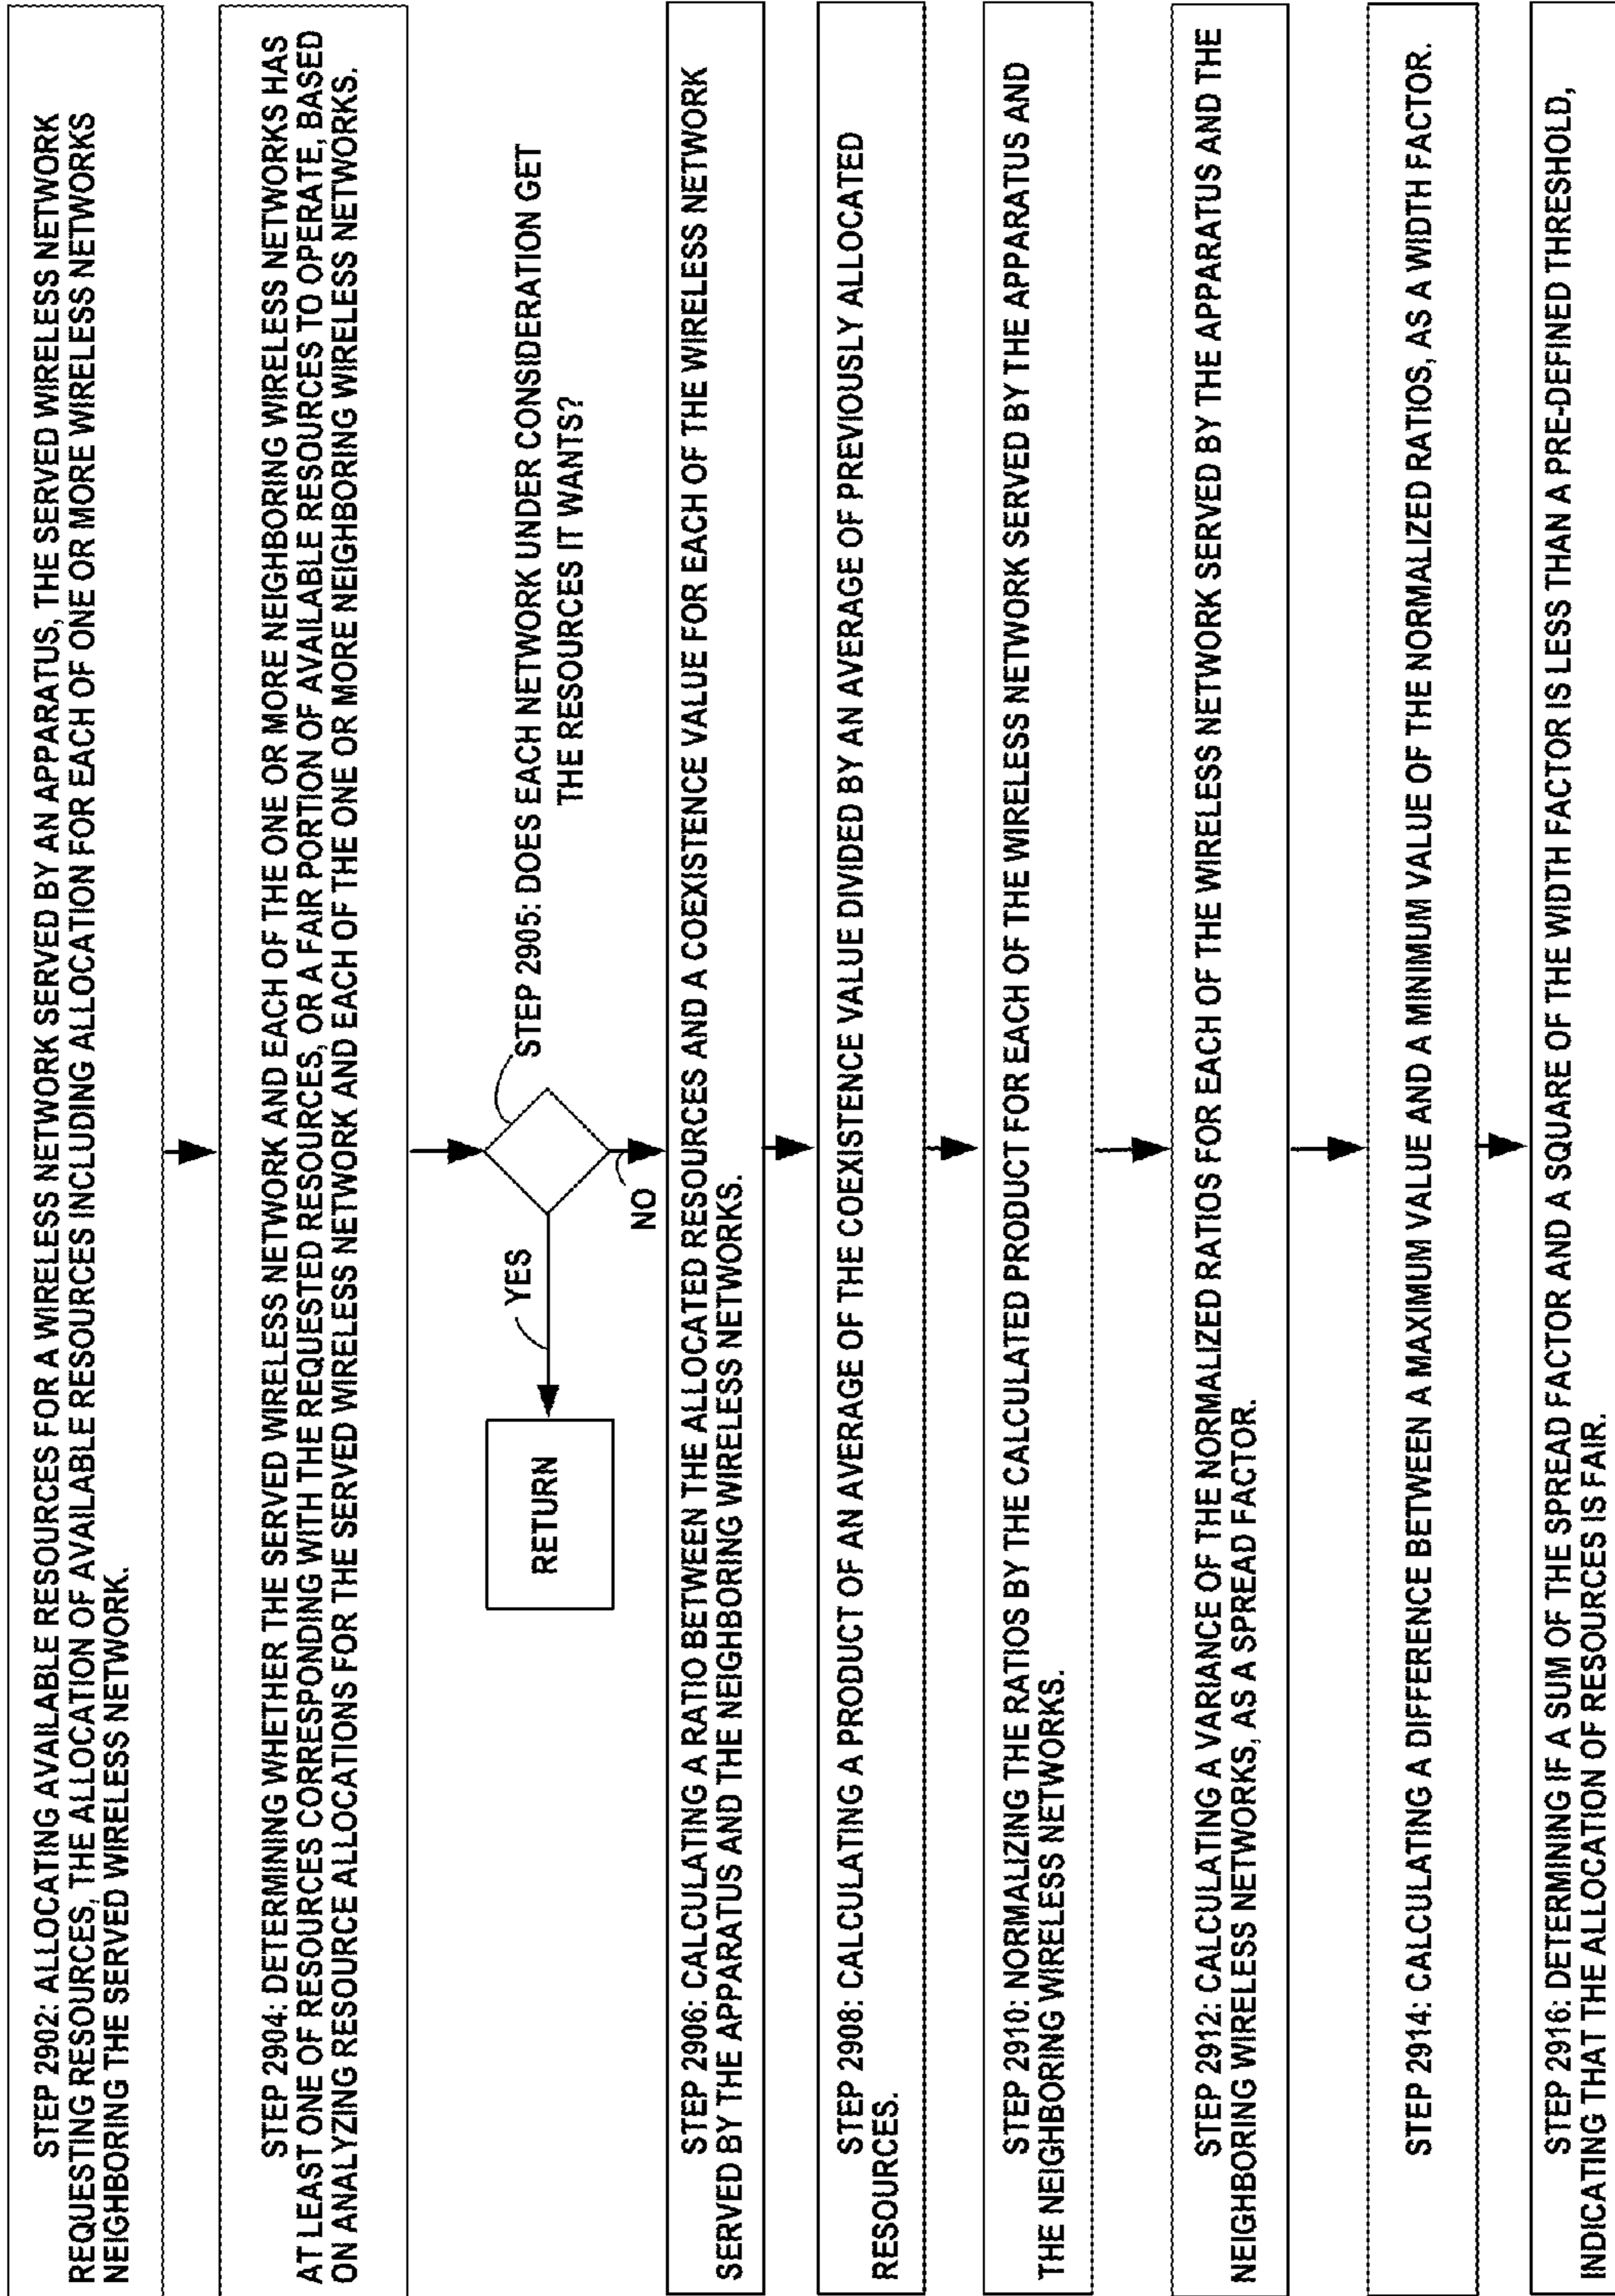 STEP 2902: ALLOCATING AVAILABLE RESOURCES FOR A WIRELESS NETWORK SERVED BY AN APPARATUS, THE SERVED WIRELESS NETWORK
REQUESTING RESOURCES, THE ALLOCATION OF AVAILABLE RESOURCES INCLUDING ALLOCATION FOR EACH OF ONE OR MORE WIRELESS NETWORKS
NEIGHBORING THE SERVED WIRELESS NETWORK.
STEP 2904: DETERMINING WHETHER THE SERVED WIRELESS NETWORK AND EACH OF THE ONE OR MORE NEIGHBORING WIRELESS NETWORKS HAS
AT LEAST ONE OF RESOURCES CORRESPONDING WITH THE REQUESTED RESOURCES, OR A FAIR PORTION OF AVAILABLE RESOURCES TO OPERATE, BASED
ON ANALYZING RESOURCE ALLOCATIONS FOR THE SERVED WIRELESS NETWORK AND EACH OF THE ONE OR MORE NEIGHBORING WIRELESS NETWORKS.
STEP 2905: DOES EACH NETWORK UNDER CONSIDERATION GET
THE RESOURCES IT WANTS?
YES
RETURN
NO
STEP 2906: CALCULATING A RATIO BETWEEN THE ALLOCATED RESOURCES AND A COEXISTENCE VALUE FOR EACH OF THE WIRELESS NETWORK
SERVED BY THE APPARATUS AND THE NEIGHBORING WIRELESS NETWORKS.
STEP 2908: CALCULATING A PRODUCT OF AN AVERAGE OF THE COEXISTENCE VALUE DIVIDED BY AN AVERAGE OF PREVIOUSLY ALLOCATED
RESOURCES.
STEP 2910: NORMALIZING THE RATIOS BY THE CALCULATED PRODUCT FOR EACH OF THE WIRELESS NETWORK SERVED BY THE APPARATUS AND
THE NEIGHBORING WIRELESS NETWORKS.
STEP 2912: CALCULATING A VARIANCE OF THE NORMALIZED RATIOS FOR EACH OF THE WIRELESS NETWORK SERVED BY THE APPARATUS AND THE
NEIGHBORING WIRELESS NETWORKS, AS A SPREAD FACTOR.
STEP 2914: CALCULATING A DIFFERENCE BETWEEN A MAXIMUM VALUE AND A MINIMUM VALUE OF THE NORMALIZED RATIOS, AS A WIDTH FACTOR.
STEP 2916: DETERMINING IF A SUM OF THE SPREAD FACTOR AND A SQUARE OF THE WIDTH FACTOR IS LESS THAN A PRE-DEFINED THRESHOLD,
INDICATING THAT THE ALLOCATION OF RESOURCES IS FAIR.